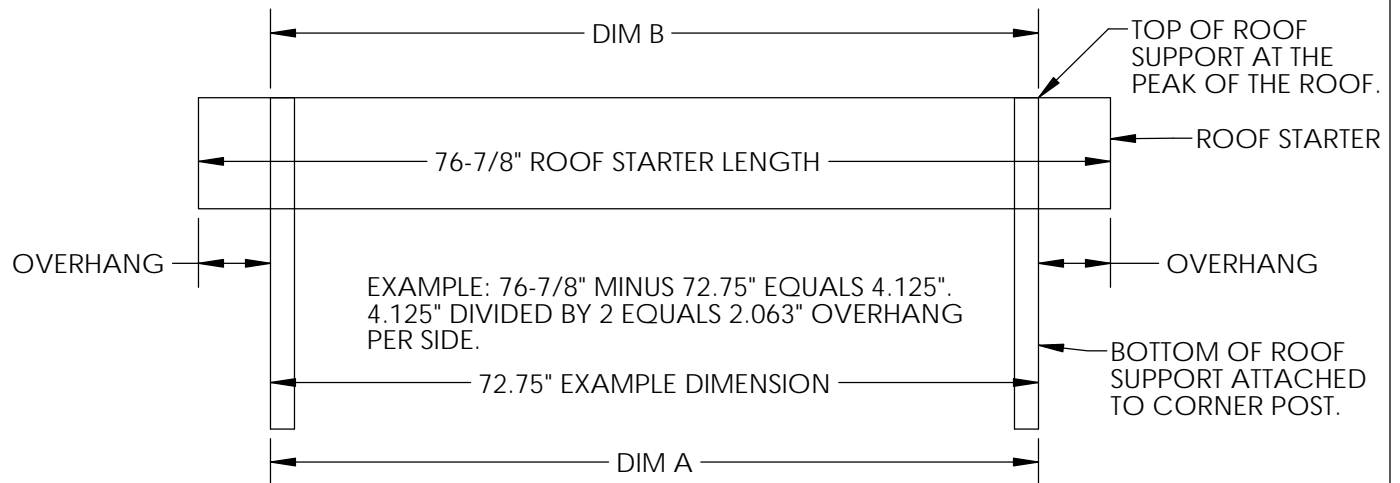 DIM B
TOP OF ROOF
SUPPORT AT THE
PEAK OF THE ROOF.
ROOF STARTER
76-7/8" ROOF STARTER LENGTH
OVERHANG
OVERHANG
EXAMPLE: 76-7/8" MINUS 72.75" EQUALS 4.125".
4.125" DIVIDED BY 2 EQUALS 2.063" OVERHANG
PER SIDE.
72.75" EXAMPLE DIMENSION
BOTTOM OF ROOF
SUPPORT ATTACHED
TO CORNER POST.
DIM A